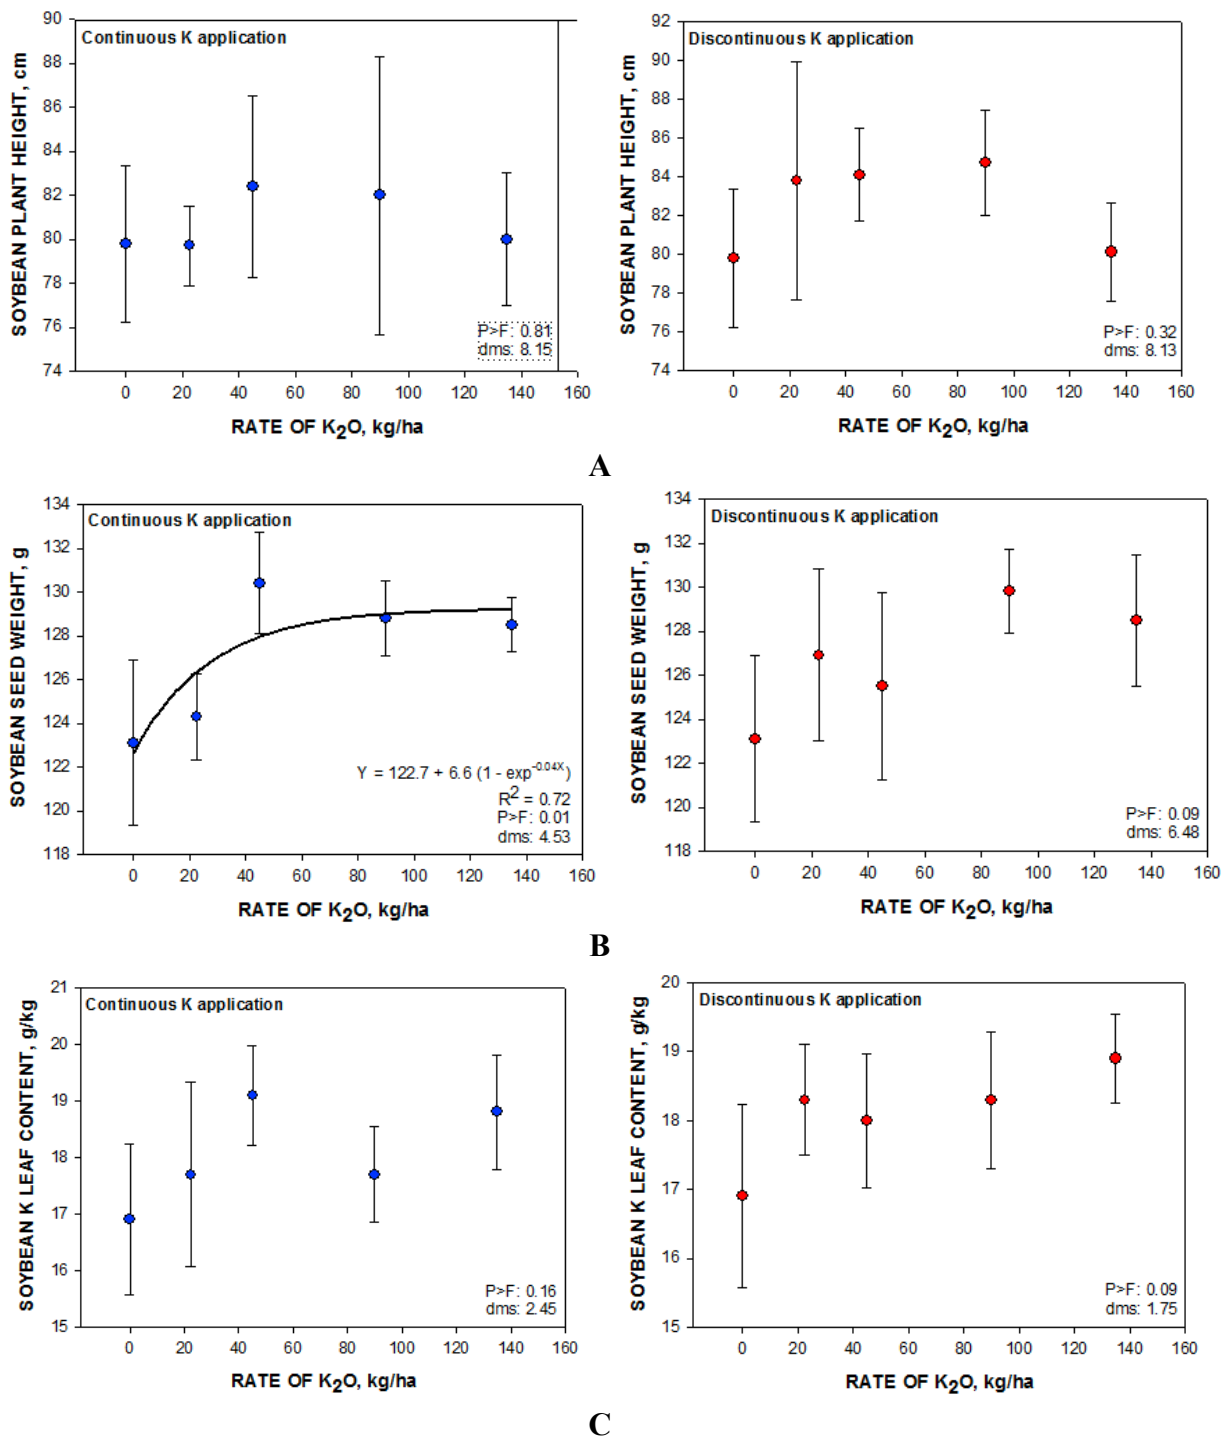 Continuous K application
SOYBEAN PLANT HEIGHT, cm
90
88
86
84
82
80
78
76
74
P>F: 0.81
dms: 8.15
0 20 40 60 80 100 120 140 160
RATE OF K2O, kg/ha
Discontinuous K application
SOYBEAN PLANT HEIGHT, cm
92
90
88
86
84
82
80
78
76
74
P>F: 0.32
dms: 8.13
0 20 40 60 80 100 120 140 160
RATE OF K2O, kg/ha
A
Continuous K application
SOYBEAN SEED WEIGHT, g
134
132
130
128
126
124
122
120
118
Y = 122.7 + 6.6 (1 - exp-0.04X)
R2 = 0.72
P>F: 0.01
dms: 4.53
0 20 40 60 80 100 120 140 160
RATE OF K2O, kg/ha
Discontinuous K application
SOYBEAN SEED WEIGHT, g
134
132
130
128
126
124
122
120
118
P>F: 0.09
dms: 6.48
0 20 40 60 80 100 120 140 160
RATE OF K2O, kg/ha
B
Continuous K application
SOYBEAN K LEAF CONTENT, g/kg
21
20
19
18
17
16
15
P>F: 0.16
dms: 2.45
0 20 40 60 80 100 120 140 160
RATE OF K2O, kg/ha
Discontinuous K application
SOYBEAN K LEAF CONTENT, g/kg
20
19
18
17
16
15
P>F: 0.09
dms: 1.75
0 20 40 60 80 100 120 140 160
RATE OF K2O, kg/ha
C